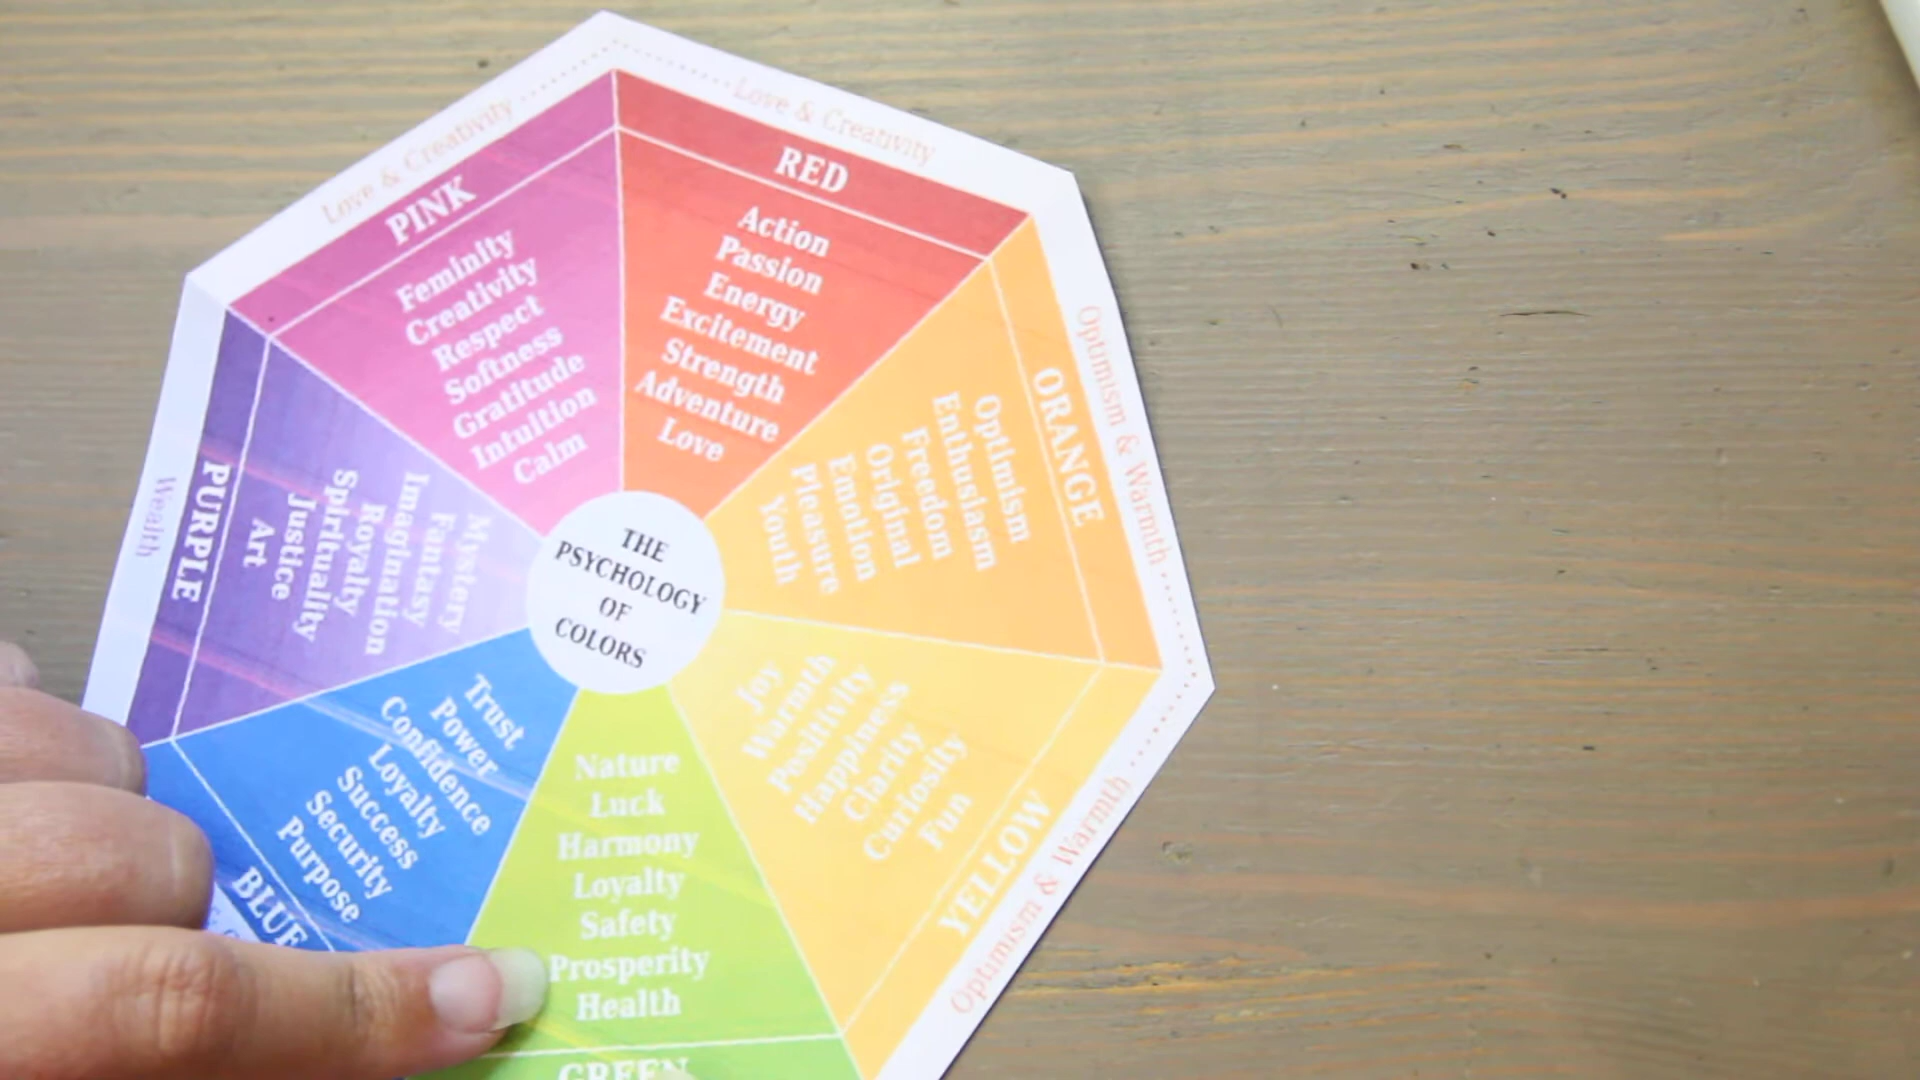 THE
PSYCHOLOGY
OF
COLORS
Love & Creativity
RED
Action
Passion
Energy
Excitement
Strength
Adventure
Love
Optimism & Warmth
ORANGE
Optimism
Enthusiasm
Freedom
Original
Emotion
Pleasure
Youth
Joy
Warmth
Positivity
Happiness
Clarity
Curiosity
Fun
YELLOW
Optimism & Warmth
Nature
Luck
Harmony
Loyalty
Safety
Prosperity
Health
GREEN
Trust
Power
Confidence
Loyalty
Success
Security
Purpose
BLUE
Mystery
Fantasy
Imagination
Royalty
Spirituality
Justice
Art
PURPLE
Wealth
Love & Creativity
PINK
Feminity
Creativity
Respect
Softness
Gratitude
Intuition
Calm